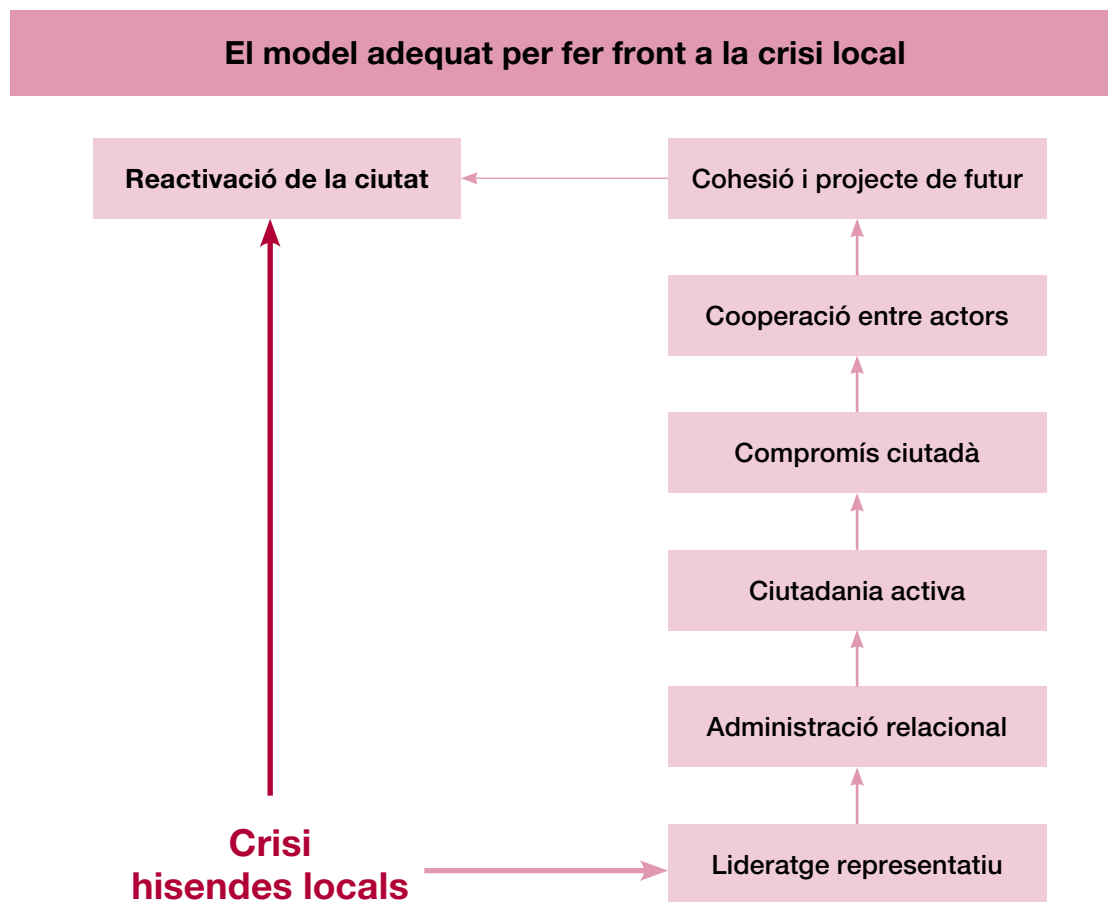 El model adequat per fer front a la crisi local
Reactivació de la ciutat
Cohesió i projecte de futur
Cooperació entre actors
Compromís ciutadà
Ciutadania activa
Administració relacional
Lideratge representatiu
Crisi
hisendes locals